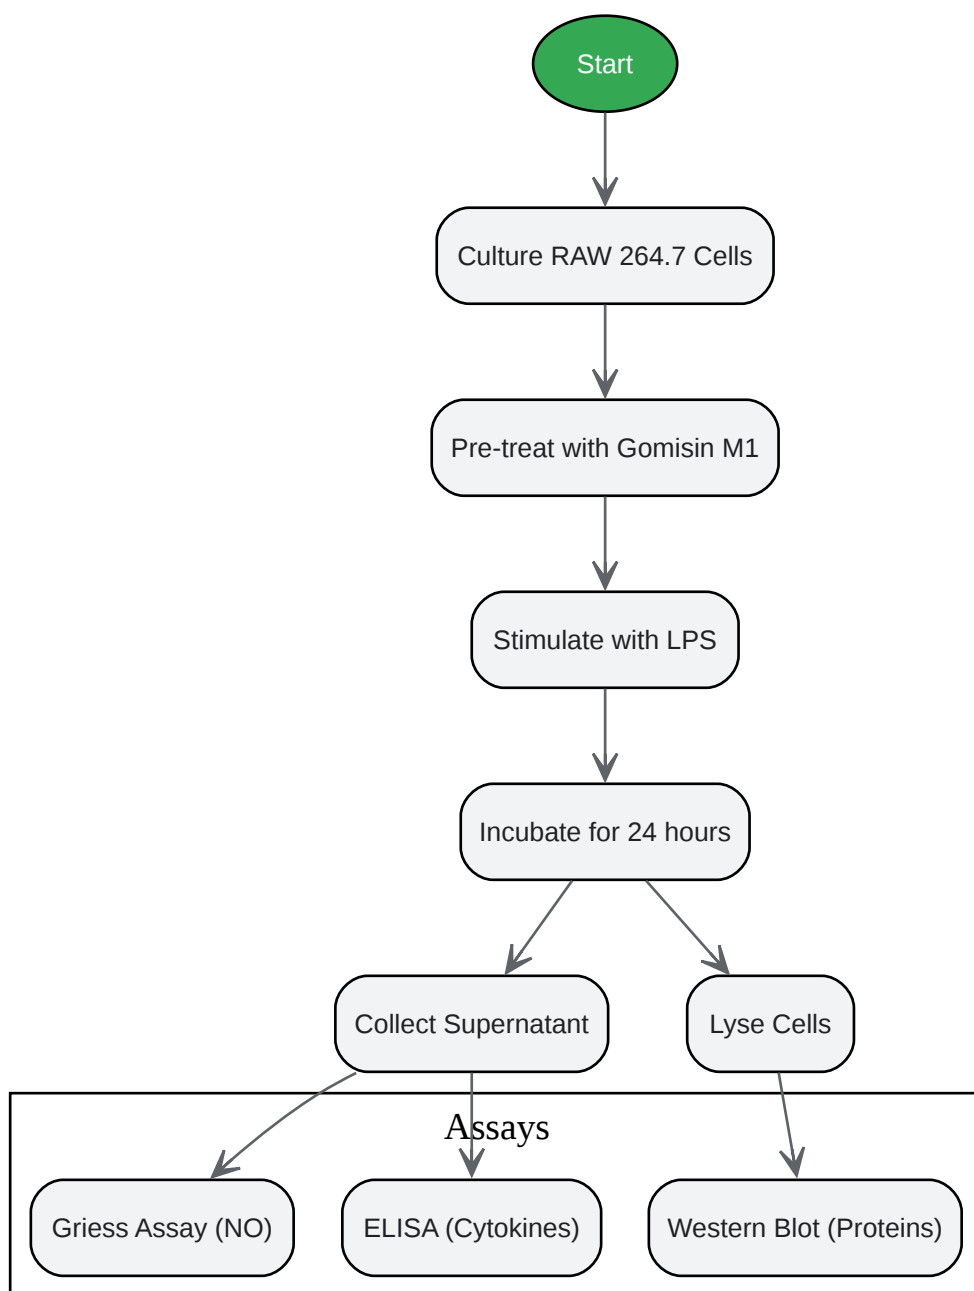 Start
Culture RAW 264.7 Cells
Pre-treat with Gomisin M1
Stimulate with LPS
Incubate for 24 hours
Collect Supernatant
Lyse Cells
Assays
Griess Assay (NO)
ELISA (Cytokines)
Western Blot (Proteins)